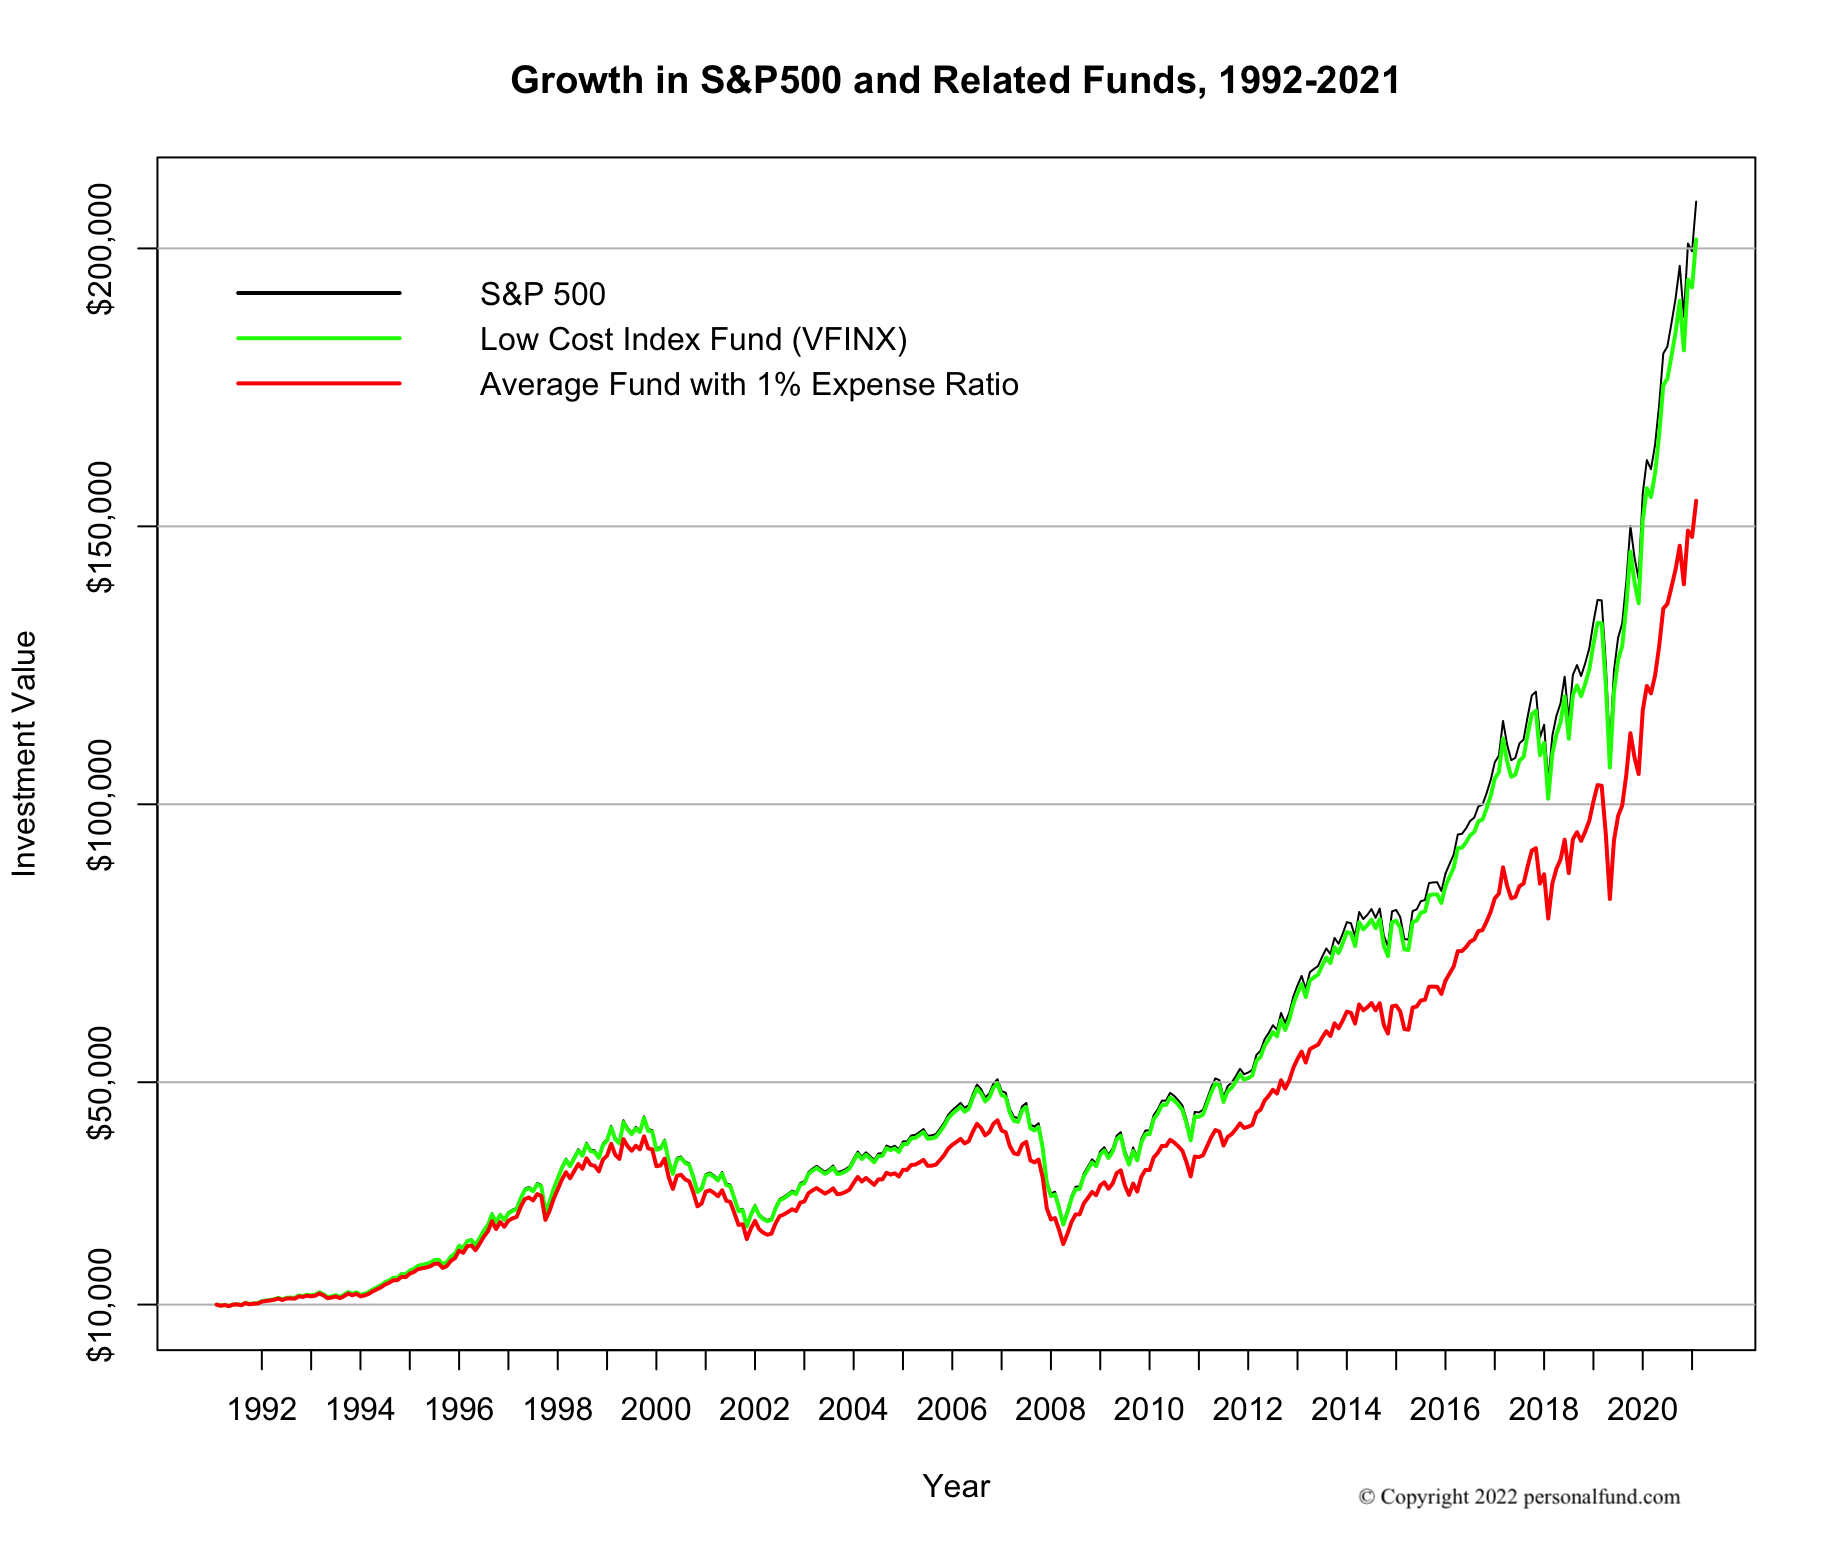 Growth in S&P500 and Related Funds, 1992-2021
S&P 500
Low Cost Index Fund (VFINX)
Average Fund with 1% Expense Ratio
Investment Value
$200,000
$150,000
$100,000
$50,000
$10,000
1992 1994 1996 1998 2000 2002 2004 2006 2008 2010 2012 2014 2016 2018 2020
Year
© Copyright 2022 personalfund.com